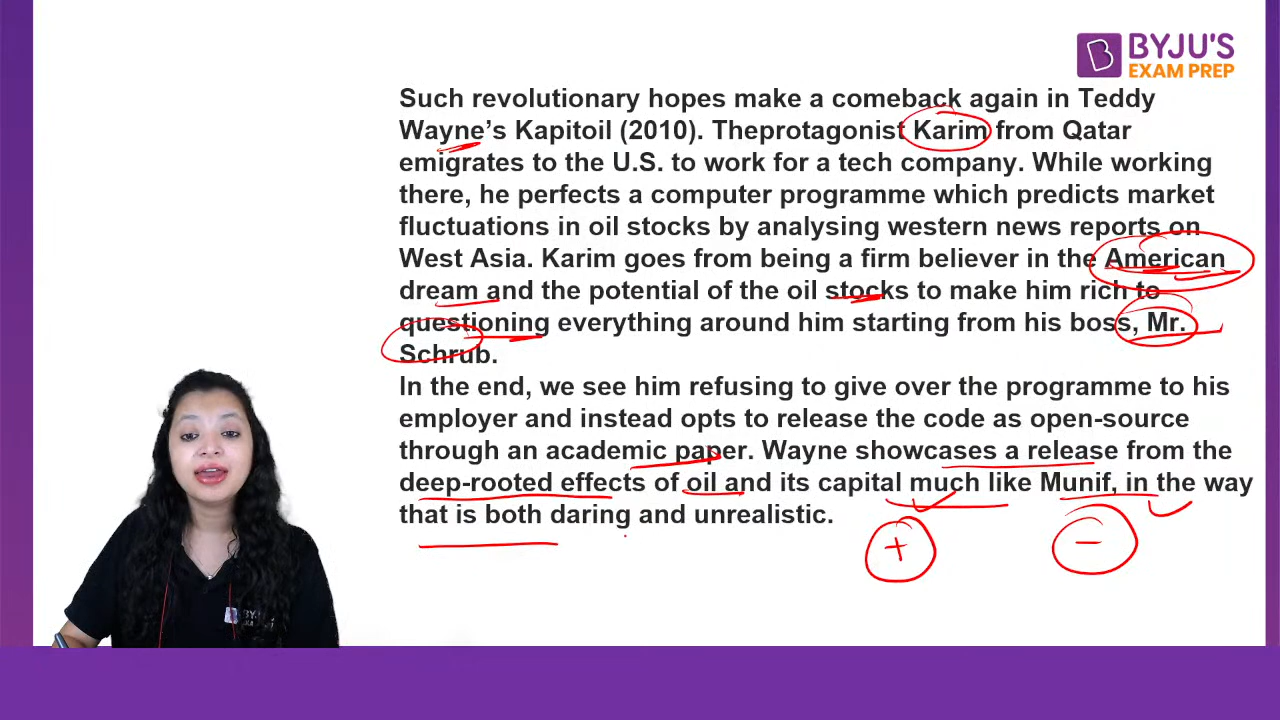 BYJU'S
EXAM PREP
Such revolutionary hopes make a comeback again in Teddy
Wayne's Kapitoil (2010). Theprotagonist Karim from Qatar
emigrates to the U.S. to work for a tech company. While working
there, he perfects a computer programme which predicts market
fluctuations in oil stocks by analysing western news reports on
West Asia. Karim goes from being a firm believer in the American
dream and the potential of the oil stocks to make him rich to
questioning everything around him starting from his boss, Mr.
Schrub.
In the end, we see him refusing to give over the programme to his
employer and instead opts to release the code as open-source
through an academic paper. Wayne showcases a release from the
deep-rooted effects of oil and its capital much like Munif, in the way
that is both daring and unrealistic.
+ −
BYJU'S